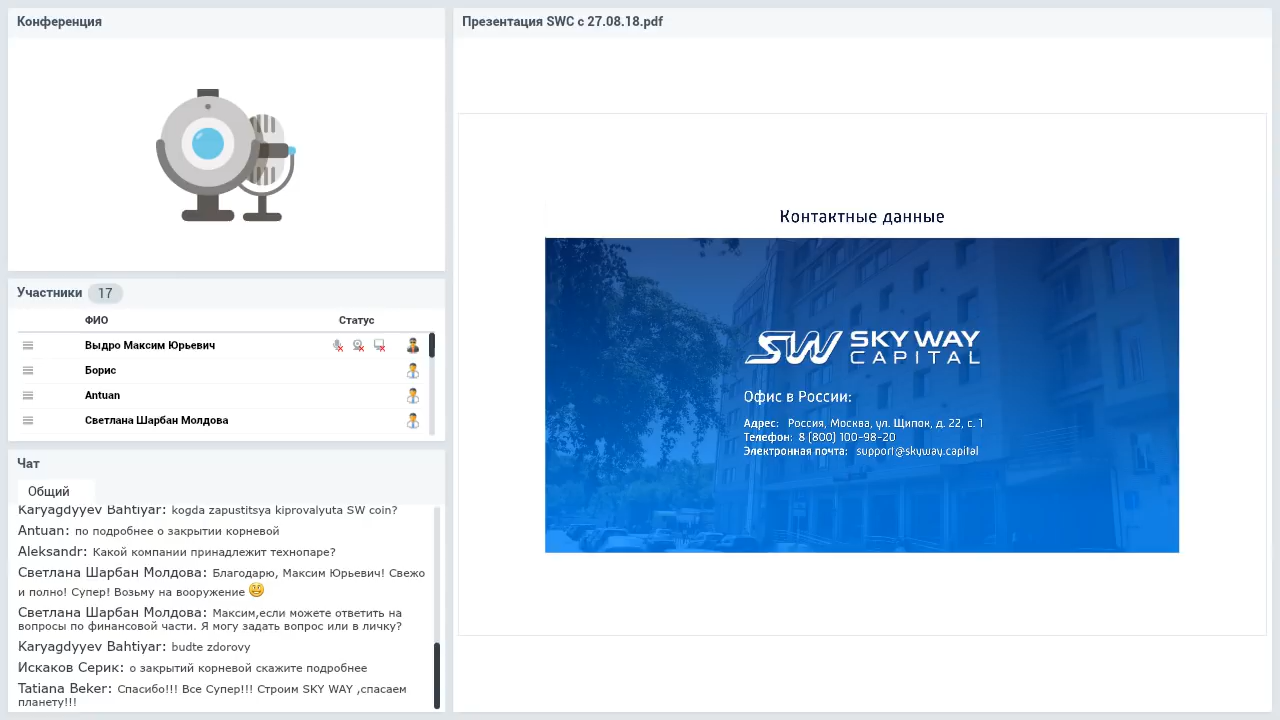 Конференция
Участники 17
ФИО Статус
Выдро Максим Юрьевич
Борис
Antuan
Светлана Шарбан Молдова
Чат
Общий
Karyagdyyev Bahtiyar: kogda zapustitsya kiprovalyuta SW coin?
Antuan: по подробнее о закрытии корневой
Aleksandr: Какой компании принадлежит технопаре?
Светлана Шарбан Молдова: Благодарю, Максим Юрьевич! Свежо
и полно! Супер! Возьму на вооружение
Светлана Шарбан Молдова: Максим,если можете ответить на
вопросы по финансовой части. Я могу задать вопрос или в личку?
Karyagdyyev Bahtiyar: budte zdorovy
Искаков Серик: о закрытий корневой скажите подробнее
Tatiana Beker: Спасибо!!! Все Супер!!! Строим SKY WAY ,спасаем
планету!!!
Презентация SWC с 27.08.18.pdf
Контактные данные
SW SKY WAY
CAPITAL
Офис в России:
Адрес: Россия, Москва, ул. Щипок, д. 22, с. 1
Телефон: 8 (800) 100-98-20
Электронная почта: support@skyway.capital